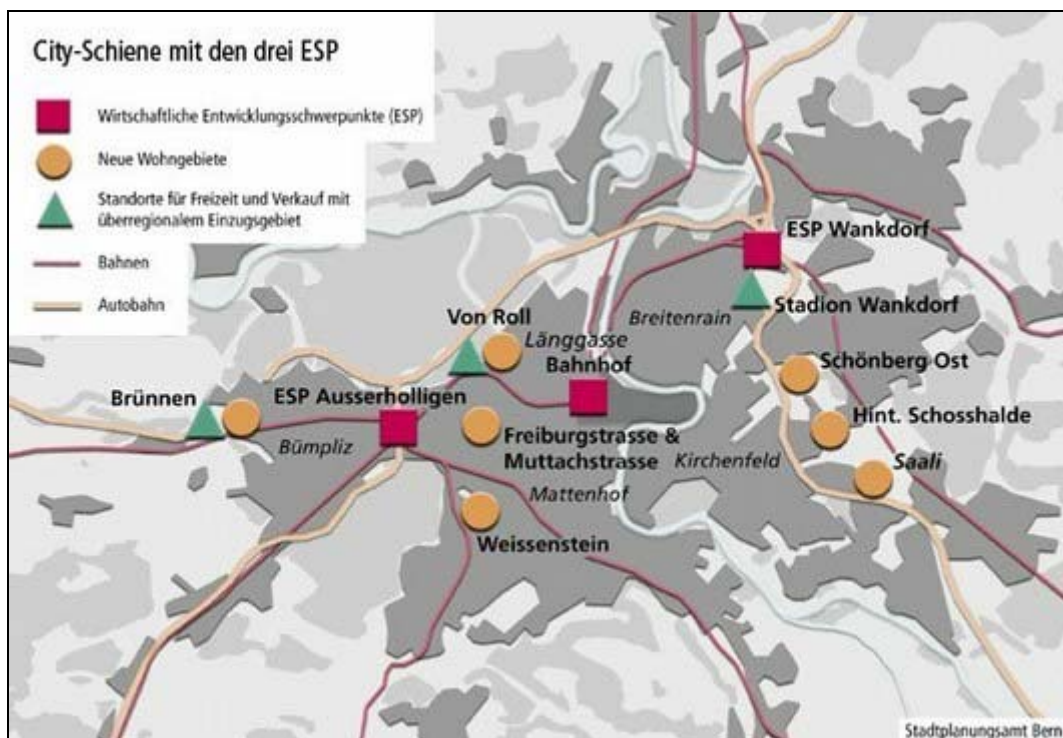 City-Schiene mit den drei ESP
Wirtschaftliche Entwicklungsschwerpunkte (ESP)
Neue Wohngebiete
Standorte für Freizeit und Verkauf mit
überregionalem Einzugsgebiet
Bahnen
Autobahn
ESP Wankdorf
Stadion Wankdorf
Breitenrain
Von Roll
Länggasse
Bahnhof
Schönberg Ost
Brünnen
ESP Ausserholligen
Hint. Schosshalde
Bümpliz
Freiburgstrasse &
Muttachstrasse
Kirchenfeld
Saali
Mattenhof
Weissenstein
Stadtplanungsamt Bern